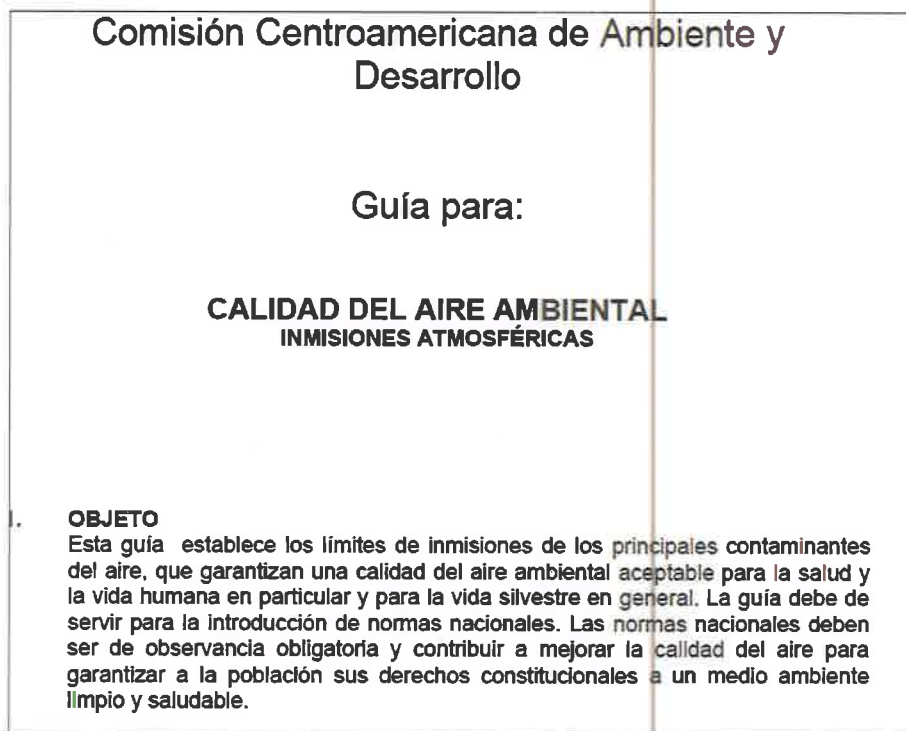 Comisión Centroamericana de Ambiente y
Desarrollo
Guía para:
CALIDAD DEL AIRE AMBIENTAL
INMISIONES ATMOSFÉRICAS
I. OBJETO
Esta guía establece los límites de inmisiones de los principales contaminantes
del aire, que garantizan una calidad del aire ambiental aceptable para la salud y
la vida humana en particular y para la vida silvestre en general. La guía debe de
servir para la introducción de normas nacionales. Las normas nacionales deben
ser de observancia obligatoria y contribuir a mejorar la calidad del aire para
garantizar a la población sus derechos constitucionales a un medio ambiente
limpio y saludable.